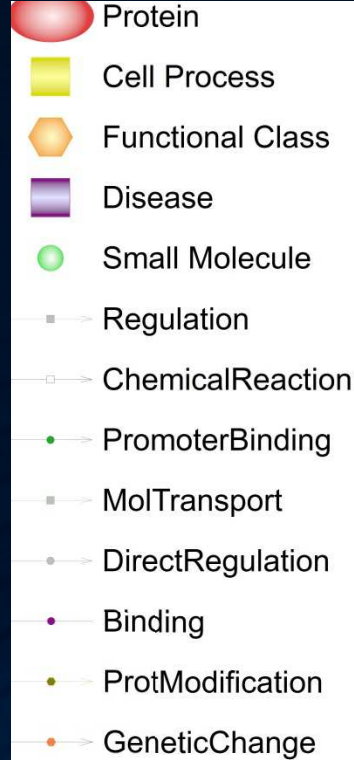 Protein
Cell Process
Functional Class
Disease
Small Molecule
Regulation
ChemicalReaction
PromoterBinding
MolTransport
DirectRegulation
Binding
ProtModification
GeneticChange